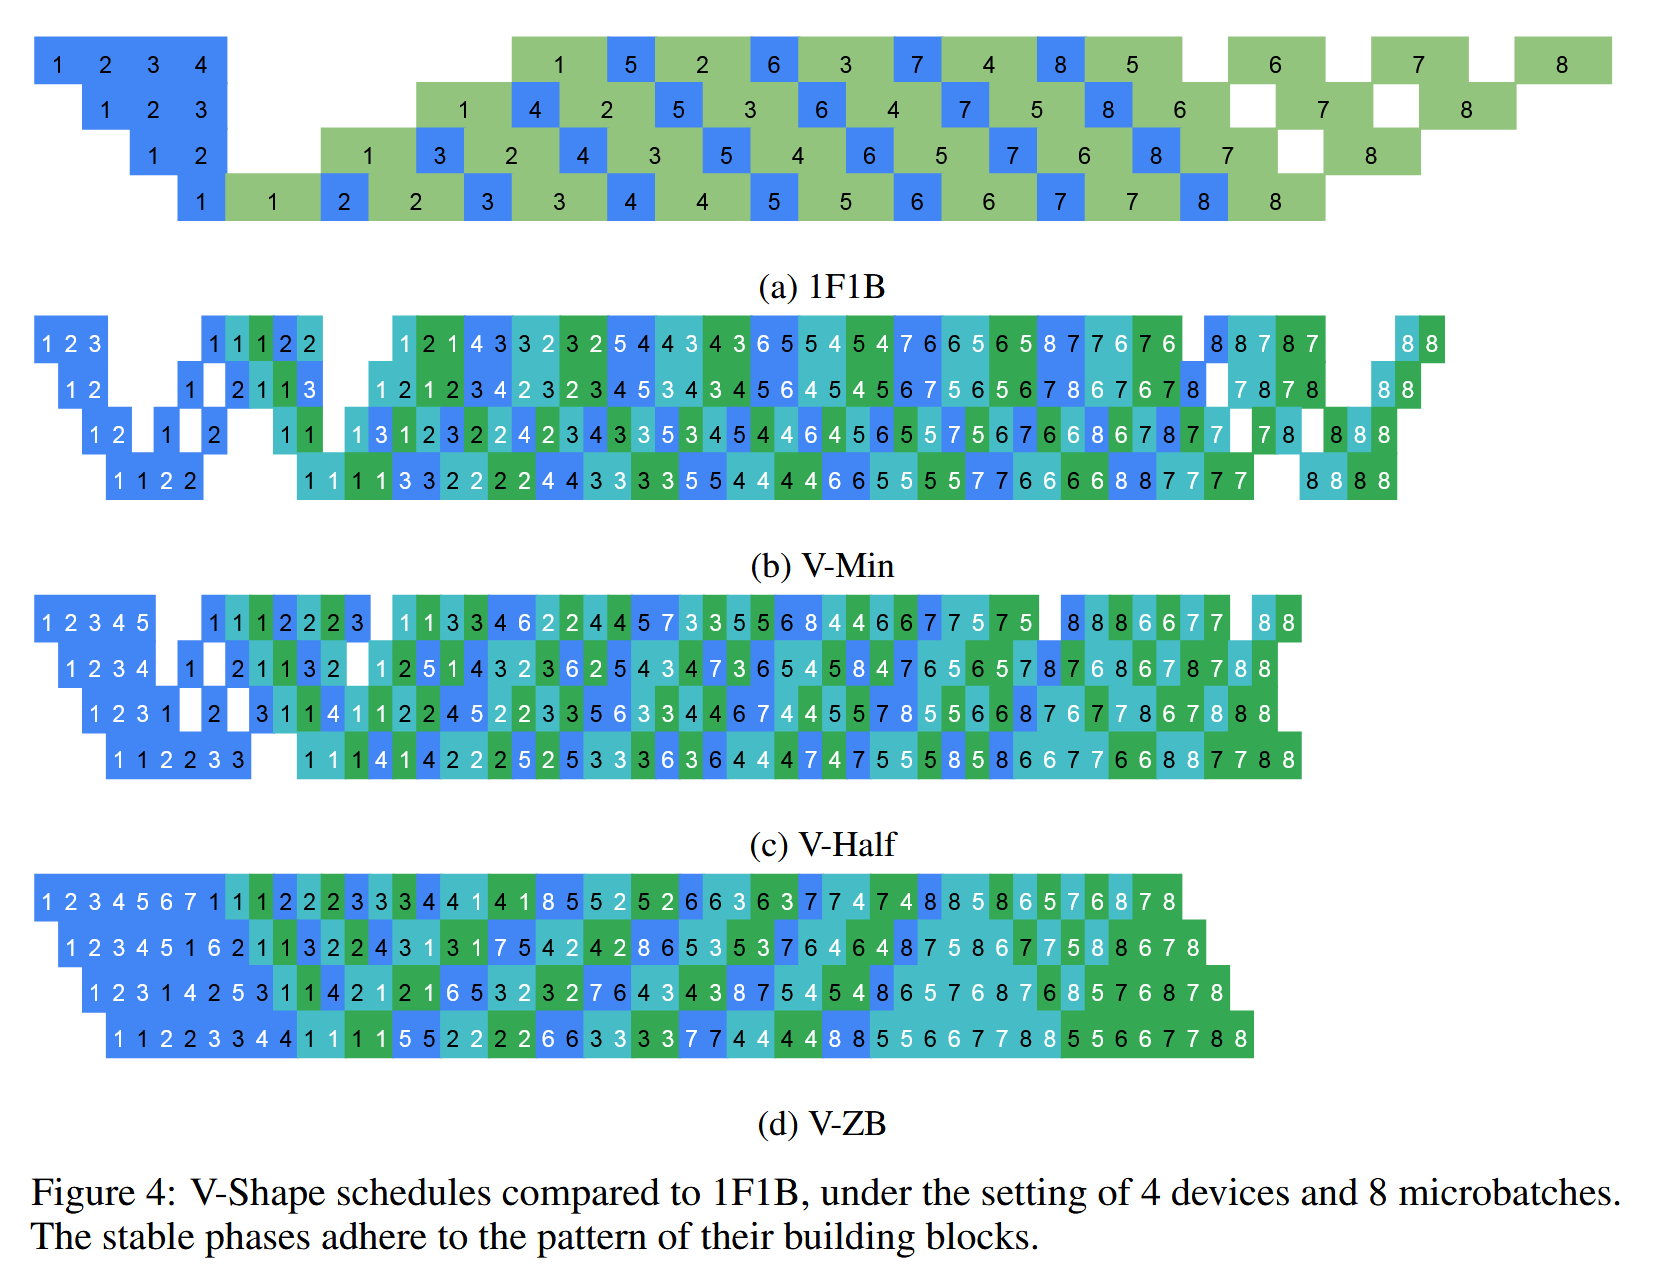 1 2 3 4 1 5 2 6 3 7 4 8 5 6 7 8
1 2 3 1 4 2 5 3 6 4 7 5 8 6 7 8
1 2 1 3 2 4 3 5 4 6 5 7 6 8 7 8
1 1 2 2 3 3 4 4 5 5 6 6 7 7 8 8
(a) 1F1B
1 2 3 1 1 1 2 2 1 2 1 4 3 3 2 3 2 5 4 4 3 4 3 6 5 5 4 5 4 7 6 6 5 6 5 8 7 7 6 7 6 8 8 7 8 7 8 8
1 2 1 2 1 1 3 1 2 1 2 3 4 2 3 2 3 4 5 3 4 3 4 5 6 4 5 4 5 6 7 5 6 5 6 7 8 6 7 6 7 8 7 8 7 8 8 8
1 2 1 2 1 1 1 3 1 2 3 2 2 4 2 3 4 3 3 5 3 4 5 4 4 6 4 5 6 5 5 7 5 6 7 6 6 8 6 7 8 7 7 7 8 8 8 8
1 1 2 2 1 1 1 1 3 3 2 2 2 2 4 4 3 3 3 3 5 5 4 4 4 4 6 6 5 5 5 5 7 7 6 6 6 6 8 8 7 7 7 7 8 8 8 8
(b) V-Min
1 2 3 4 5 1 1 1 2 2 2 3 1 1 3 3 4 6 2 2 4 4 5 7 3 3 5 5 6 8 4 4 6 6 7 7 5 7 5 8 8 8 6 6 7 7 8 8
1 2 3 4 1 2 1 1 3 2 1 2 5 1 4 3 2 3 6 2 5 4 3 4 7 3 6 5 4 5 8 4 7 6 5 6 5 7 8 7 6 8 6 7 8 7 8 8
1 2 3 1 2 3 1 1 4 1 1 2 2 4 5 2 2 3 3 5 6 3 3 4 4 6 7 4 4 5 5 7 8 5 5 6 6 8 7 6 7 7 8 6 7 8 8 8
1 1 2 2 3 3 1 1 1 4 1 4 2 2 2 5 2 5 3 3 3 6 3 6 4 4 4 7 4 7 5 5 5 8 5 8 6 6 7 7 6 6 8 8 7 7 8 8
(c) V-Half
1 2 3 4 5 6 7 1 1 1 2 2 2 3 3 3 4 4 1 4 1 8 5 5 2 5 2 6 6 3 6 3 7 7 4 7 4 8 8 5 8 6 5 7 6 8 7 8
1 2 3 4 5 1 6 2 1 1 3 2 2 4 3 1 3 1 7 5 4 2 4 2 8 6 5 3 5 3 7 6 4 6 4 8 7 5 8 6 7 7 5 8 8 6 7 8
1 2 3 1 4 2 5 3 1 1 4 2 1 2 1 6 5 3 2 3 2 7 6 4 3 4 3 8 7 5 4 5 4 8 6 5 7 6 8 7 6 8 5 7 6 8 7 8
1 1 2 2 3 3 4 4 1 1 1 1 5 5 2 2 2 2 6 6 3 3 3 3 7 7 4 4 4 4 8 8 5 5 6 6 7 7 8 8 5 5 6 6 7 7 8 8
(d) V-ZB
Figure 4: V-Shape schedules compared to 1F1B, under the setting of 4 devices and 8 microbatches.
The stable phases adhere to the pattern of their building blocks.